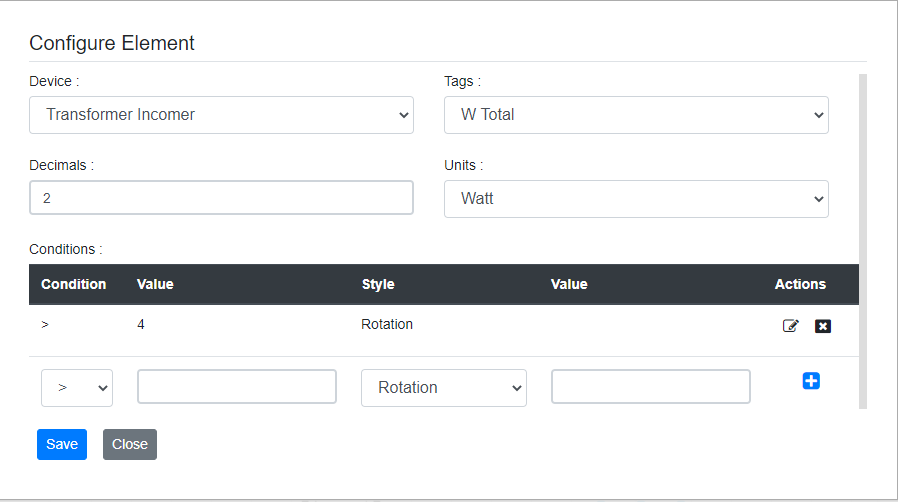 Configure Element
Device : Tags :
Transformer Incomer W Total
Decimals : Units :
2 Watt
Conditions :
Condition Value Style Value Actions
> 4 Rotation
> Rotation
Save Close